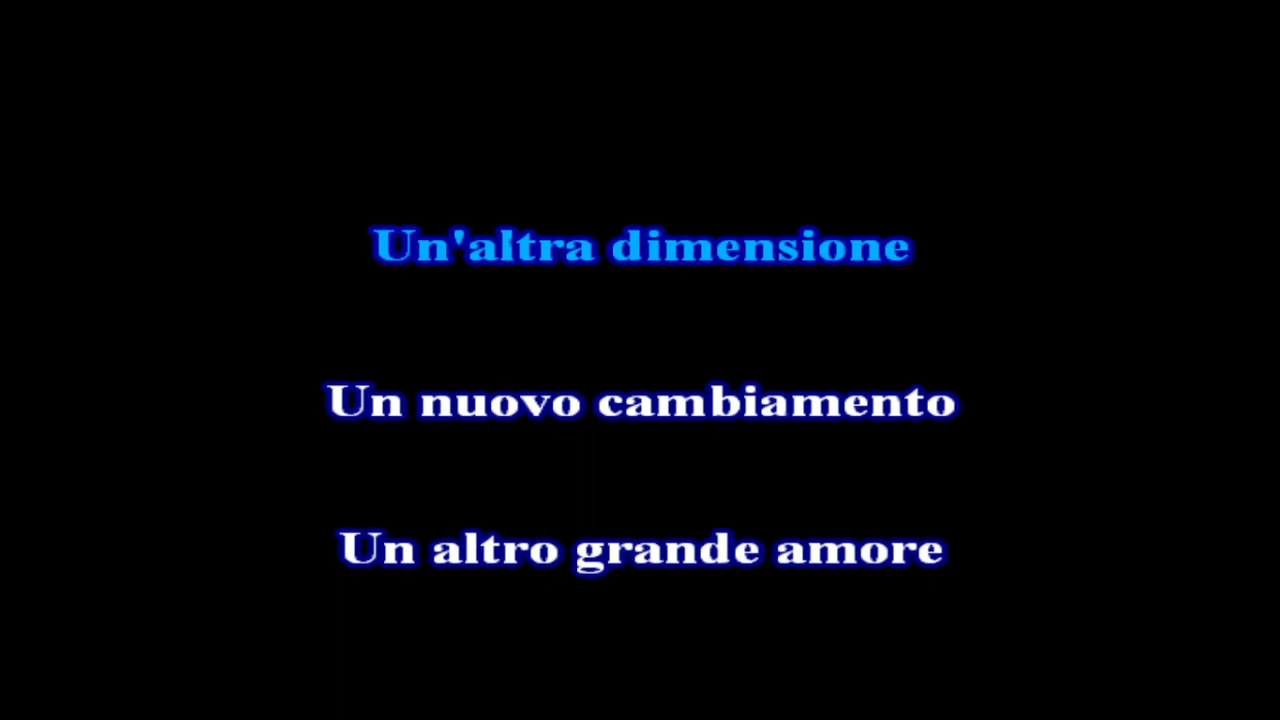 Un'altra dimensione
Un nuovo cambiamento
Un altro grande amore